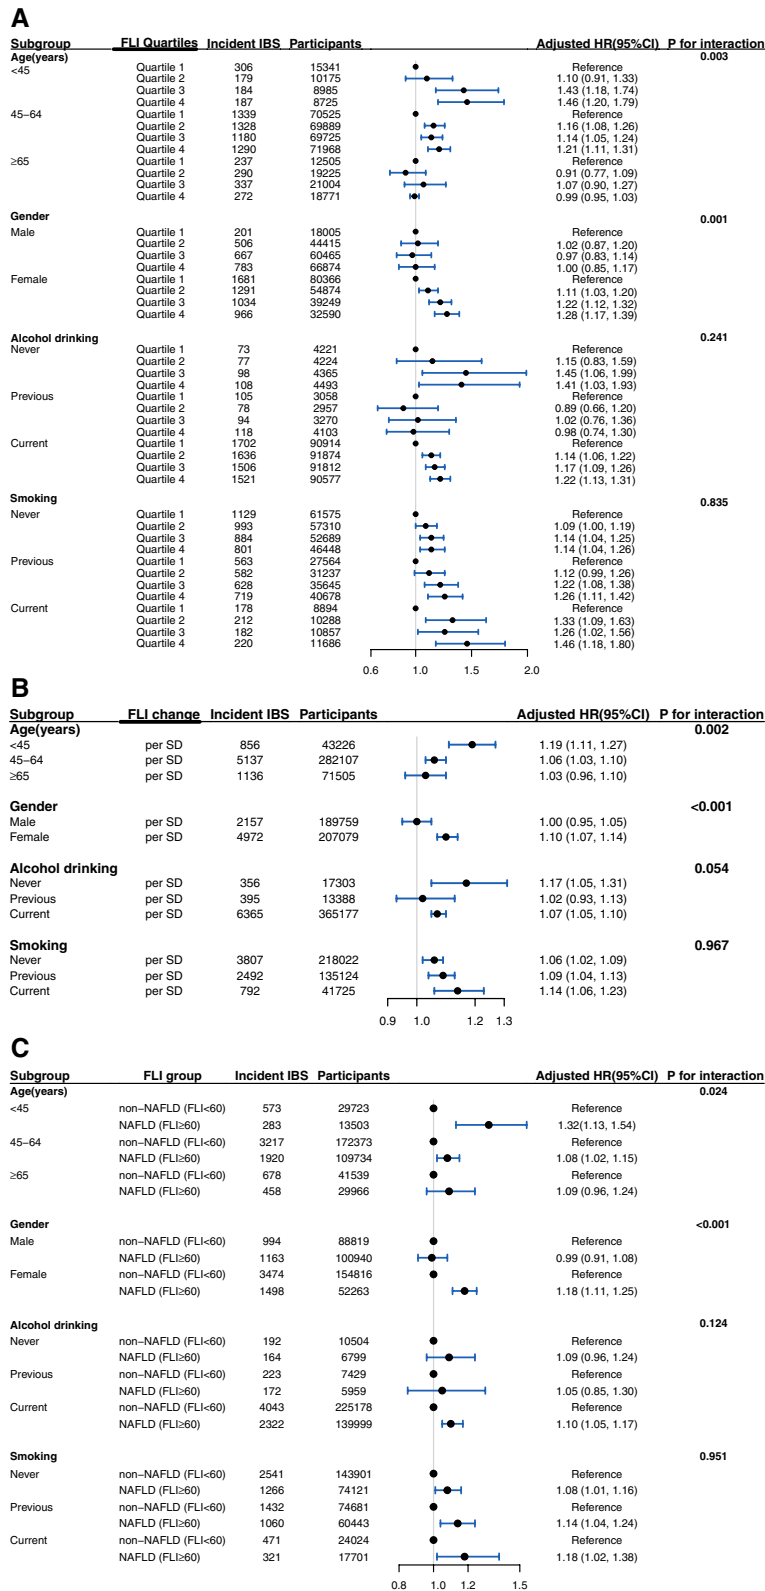 A
Subgroup FLI Quartiles Incident IBS Participants Adjusted HR(95%CI) P for interaction
Age(years) 0.003
<45 Quartile 1 306 15341 Reference
Quartile 2 179 10175 1.10 (0.91, 1.33)
Quartile 3 184 8985 1.43 (1.18, 1.74)
Quartile 4 187 8725 1.46 (1.20, 1.79)
45−64 Quartile 1 1339 70525 Reference
Quartile 2 1328 69889 1.16 (1.08, 1.26)
Quartile 3 1180 69725 1.14 (1.05, 1.24)
Quartile 4 1290 71968 1.21 (1.11, 1.31)
≥65 Quartile 1 237 12505 Reference
Quartile 2 290 19225 0.91 (0.77, 1.09)
Quartile 3 337 21004 1.07 (0.90, 1.27)
Quartile 4 272 18771 0.99 (0.95, 1.03)
Gender 0.001
Male Quartile 1 201 18005 Reference
Quartile 2 506 44415 1.02 (0.87, 1.20)
Quartile 3 667 60465 0.97 (0.83, 1.14)
Quartile 4 783 66874 1.00 (0.85, 1.17)
Female Quartile 1 1681 80366 Reference
Quartile 2 1291 54874 1.11 (1.03, 1.20)
Quartile 3 1034 39249 1.22 (1.12, 1.32)
Quartile 4 966 32590 1.28 (1.17, 1.39)
Alcohol drinking 0.241
Never Quartile 1 73 4221 Reference
Quartile 2 77 4224 1.15 (0.83, 1.59)
Quartile 3 98 4365 1.45 (1.06, 1.99)
Quartile 4 108 4493 1.41 (1.03, 1.93)
Previous Quartile 1 105 3058 Reference
Quartile 2 78 2957 0.89 (0.66, 1.20)
Quartile 3 94 3270 1.02 (0.76, 1.36)
Quartile 4 118 4103 0.98 (0.74, 1.30)
Current Quartile 1 1702 90914 Reference
Quartile 2 1636 91874 1.14 (1.06, 1.22)
Quartile 3 1506 91812 1.17 (1.09, 1.26)
Quartile 4 1521 90577 1.22 (1.13, 1.31)
Smoking 0.835
Never Quartile 1 1129 61575 Reference
Quartile 2 993 57310 1.09 (1.00, 1.19)
Quartile 3 884 52689 1.14 (1.04, 1.25)
Quartile 4 801 46448 1.14 (1.04, 1.26)
Previous Quartile 1 563 27564 Reference
Quartile 2 582 31237 1.12 (0.99, 1.26)
Quartile 3 628 35645 1.22 (1.08, 1.38)
Quartile 4 719 40678 1.26 (1.11, 1.42)
Current Quartile 1 178 8894 Reference
Quartile 2 212 10288 1.33 (1.09, 1.63)
Quartile 3 182 10857 1.26 (1.02, 1.56)
Quartile 4 220 11686 1.46 (1.18, 1.80)
0.6 1.0 1.5 2.0
B
Subgroup FLI change Incident IBS Participants Adjusted HR(95%CI) P for interaction
Age(years) 0.002
<45 per SD 856 43226 1.19 (1.11, 1.27)
45−64 per SD 5137 282107 1.06 (1.03, 1.10)
≥65 per SD 1136 71505 1.03 (0.96, 1.10)
Gender <0.001
Male per SD 2157 189759 1.00 (0.95, 1.05)
Female per SD 4972 207079 1.10 (1.07, 1.14)
Alcohol drinking 0.054
Never per SD 356 17303 1.17 (1.05, 1.31)
Previous per SD 395 13388 1.02 (0.93, 1.13)
Current per SD 6365 365177 1.07 (1.05, 1.10)
Smoking 0.967
Never per SD 3807 218022 1.06 (1.02, 1.09)
Previous per SD 2492 135124 1.09 (1.04, 1.13)
Current per SD 792 41725 1.14 (1.06, 1.23)
0.9 1.0 1.2 1.3
C
Subgroup FLI group Incident IBS Participants Adjusted HR(95%CI) P for interaction
Age(years) 0.024
<45 non−NAFLD (FLI<60) 573 29723 Reference
NAFLD (FLI≥60) 283 13503 1.32(1.13, 1.54)
45−64 non−NAFLD (FLI<60) 3217 172373 Reference
NAFLD (FLI≥60) 1920 109734 1.08 (1.02, 1.15)
≥65 non−NAFLD (FLI<60) 678 41539 Reference
NAFLD (FLI≥60) 458 29966 1.09 (0.96, 1.24)
Gender <0.001
Male non−NAFLD (FLI<60) 994 88819 Reference
NAFLD (FLI≥60) 1163 100940 0.99 (0.91, 1.08)
Female non−NAFLD (FLI<60) 3474 154816 Reference
NAFLD (FLI≥60) 1498 52263 1.18 (1.11, 1.25)
Alcohol drinking 0.124
Never non−NAFLD (FLI<60) 192 10504 Reference
NAFLD (FLI≥60) 164 6799 1.09 (0.96, 1.24)
Previous non−NAFLD (FLI<60) 223 7429 Reference
NAFLD (FLI≥60) 172 5959 1.05 (0.85, 1.30)
Current non−NAFLD (FLI<60) 4043 225178 Reference
NAFLD (FLI≥60) 2322 139999 1.10 (1.05, 1.17)
Smoking 0.951
Never non−NAFLD (FLI<60) 2541 143901 Reference
NAFLD (FLI≥60) 1266 74121 1.08 (1.01, 1.16)
Previous non−NAFLD (FLI<60) 1432 74681 Reference
NAFLD (FLI≥60) 1060 60443 1.14 (1.04, 1.24)
Current non−NAFLD (FLI<60) 471 24024 Reference
NAFLD (FLI≥60) 321 17701 1.18 (1.02, 1.38)
0.8 1.0 1.2 1.5